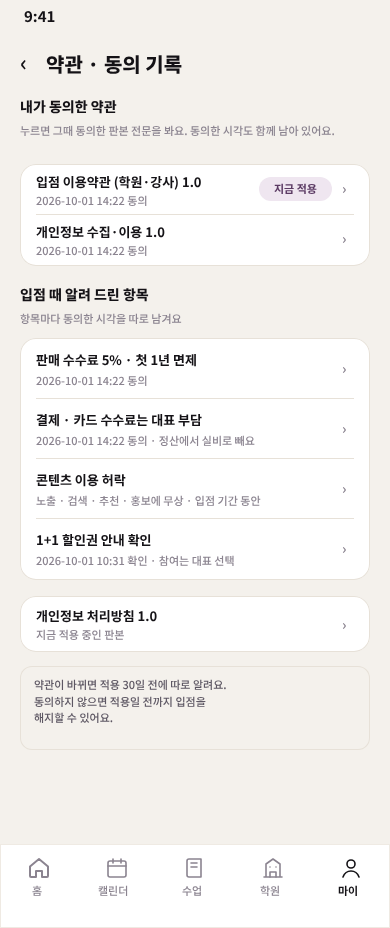 9:41
‹ 약관 · 동의 기록
내가 동의한 약관
누르면 그때 동의한 판본 전문을 봐요. 동의한 시각도 함께 남아 있어요.
입점 이용약관 (학원·강사) 1.0
2026-10-01 14:22 동의
지금 적용 ›
개인정보 수집·이용 1.0
2026-10-01 14:22 동의
›
입점 때 알려 드린 항목
항목마다 동의한 시각을 따로 남겨요
판매 수수료 5% · 첫 1년 면제
2026-10-01 14:22 동의
›
결제 · 카드 수수료는 대표 부담
2026-10-01 14:22 동의 · 정산에서 실비로 빼요
›
콘텐츠 이용 허락
노출 · 검색 · 추천 · 홍보에 무상 · 입점 기간 동안
›
1+1 할인권 안내 확인
2026-10-01 10:31 확인 · 참여는 대표 선택
›
개인정보 처리방침 1.0
지금 적용 중인 판본
›
약관이 바뀌면 적용 30일 전에 따로 알려요.
동의하지 않으면 적용일 전까지 입점을
해지할 수 있어요.
홈 캘린더 수업 학원 마이